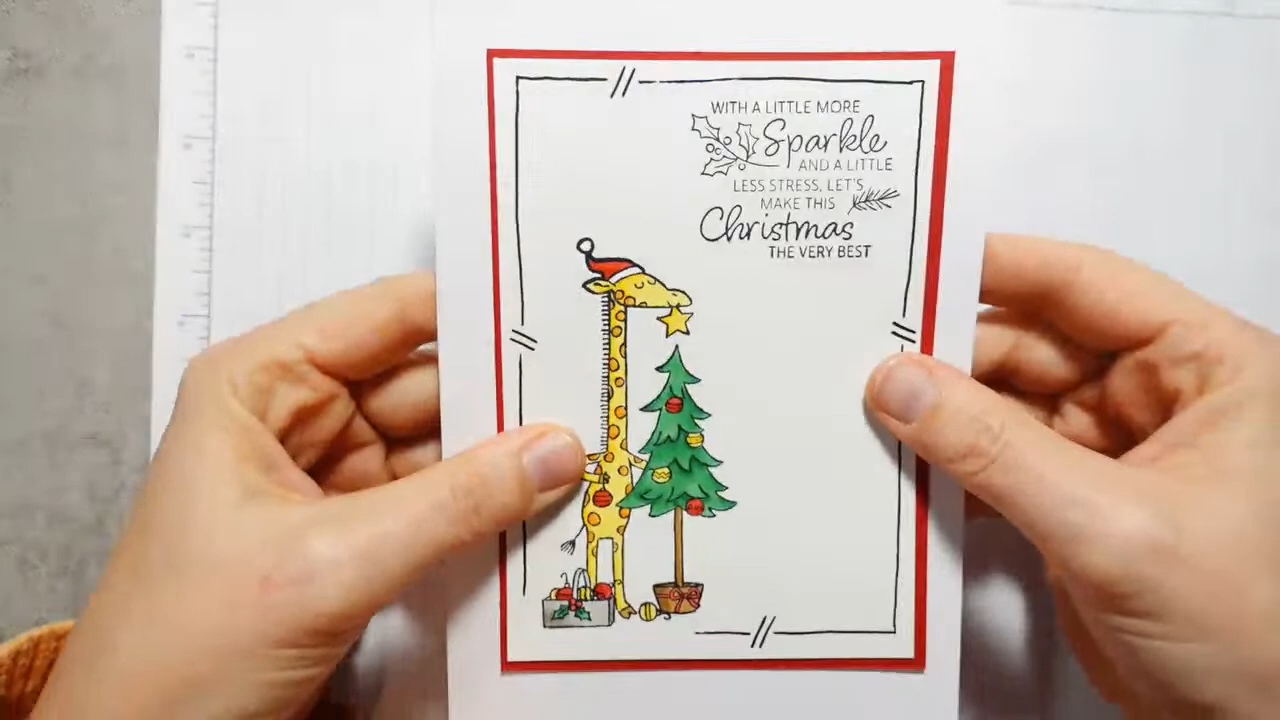 WITH A LITTLE MORE
Sparkle
AND A LITTLE
LESS STRESS, LET'S
MAKE THIS
Christmas
THE VERY BEST